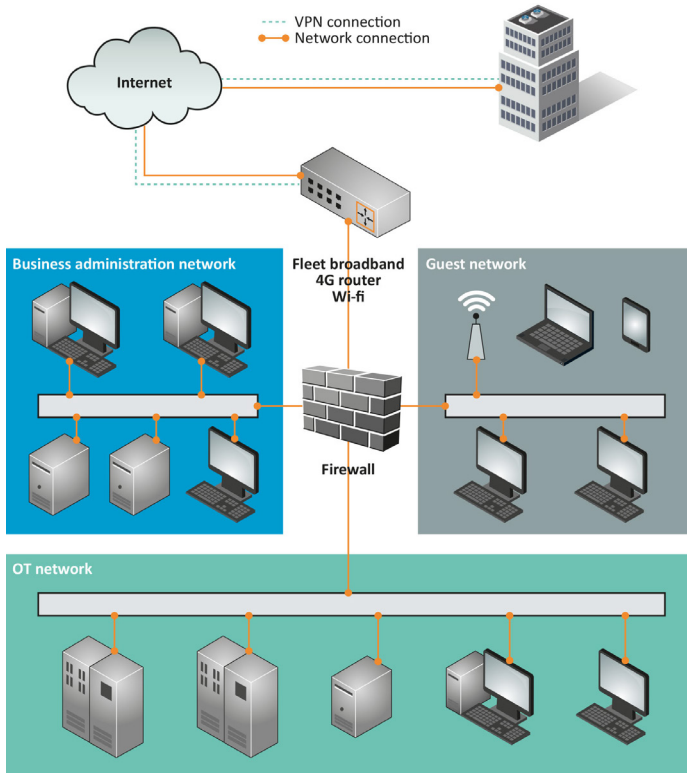 VPN connection
Network connection
Internet
Business administration network
Fleet broadband
4G router
Wi-fi
Guest network
Firewall
OT network